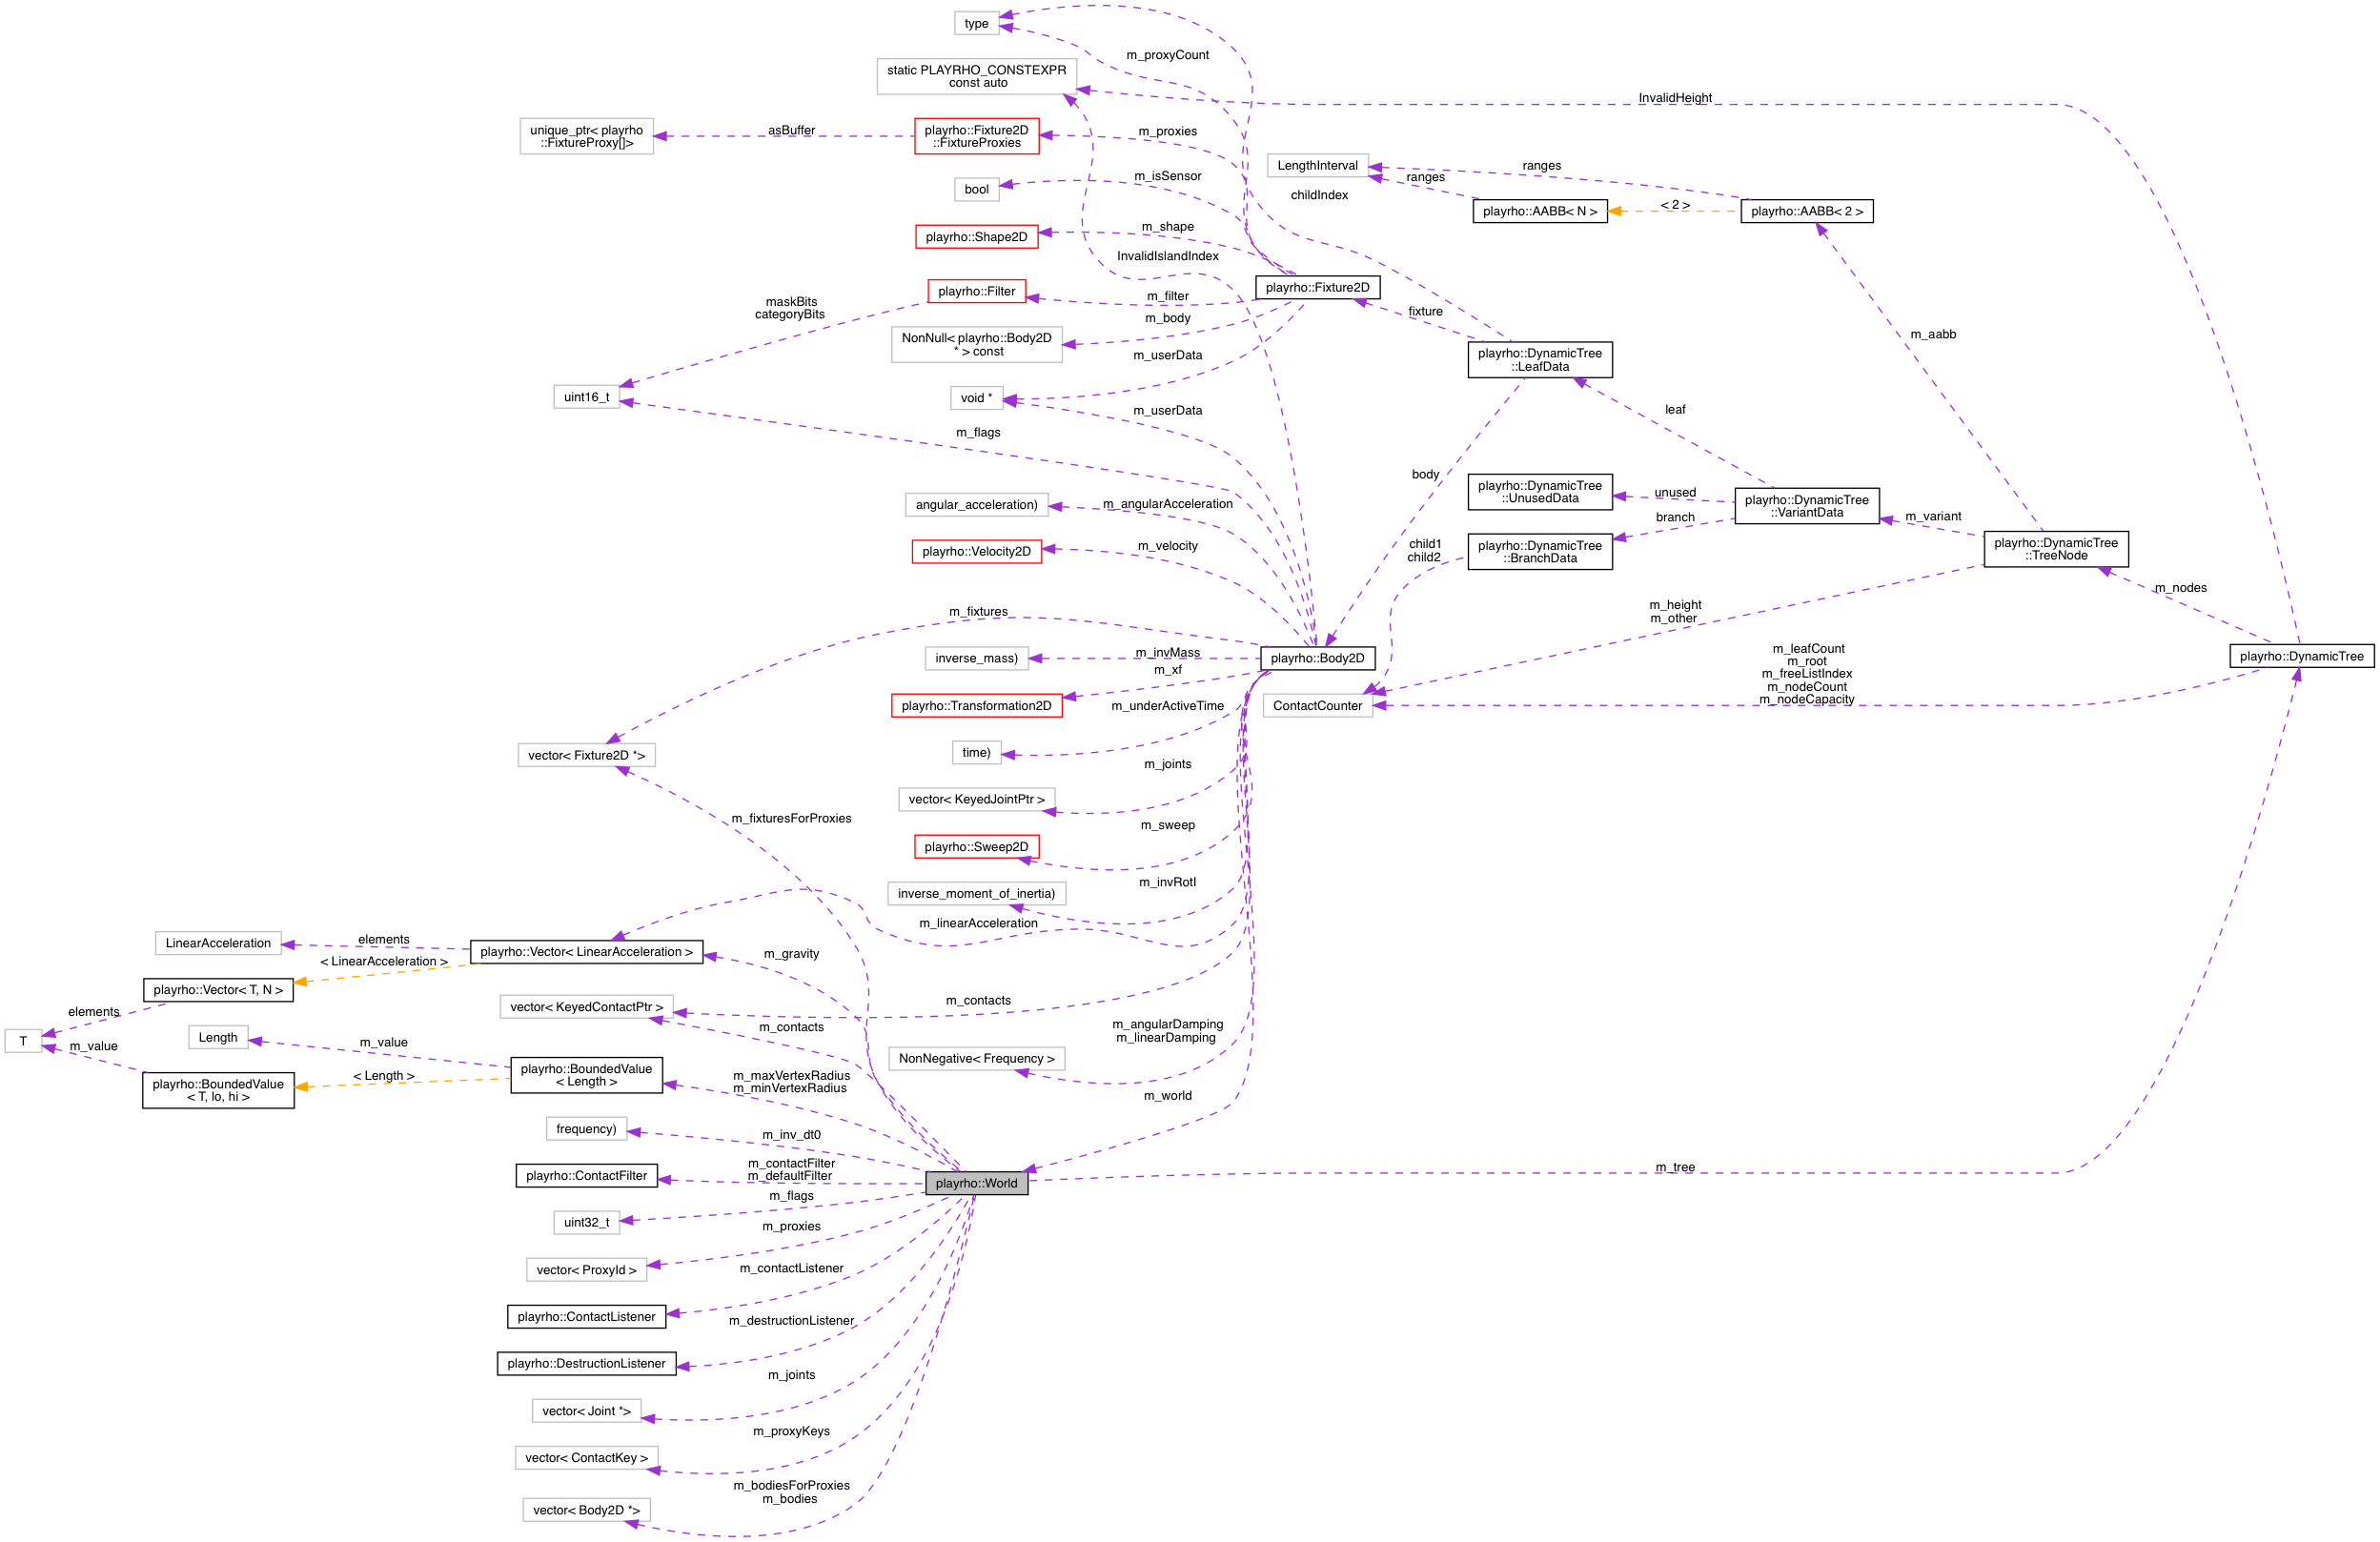 type
m_proxyCount
static PLAYRHO_CONSTEXPR
const auto
InvalidHeight
unique_ptr< playrho
::FixtureProxy[]>
asBuffer
playrho::Fixture2D
::FixtureProxies
m_proxies
LengthInterval
ranges
ranges
bool
m_isSensor
childIndex
playrho::AABB< N >
< 2 >
playrho::AABB< 2 >
playrho::Shape2D
m_shape
InvalidIslandIndex
playrho::Fixture2D
maskBits
categoryBits
playrho::Filter
m_filter
fixture
m_body
NonNull< playrho::Body2D
* > const
m_aabb
m_userData
playrho::DynamicTree
::LeafData
uint16_t
void *
m_userData
leaf
m_flags
body
playrho::DynamicTree
::UnusedData
unused
playrho::DynamicTree
::VariantData
angular_acceleration)
m_angularAcceleration
branch
m_variant
playrho::Velocity2D
m_velocity
child1
child2
playrho::DynamicTree
::BranchData
playrho::DynamicTree
::TreeNode
m_nodes
m_fixtures
m_height
m_other
inverse_mass)
m_invMass
m_xf
playrho::Body2D
playrho::DynamicTree
m_leafCount
m_root
m_freeListIndex
m_nodeCount
m_nodeCapacity
playrho::Transformation2D
m_underActiveTime
ContactCounter
vector< Fixture2D *>
time)
m_joints
vector< KeyedJointPtr >
m_fixturesForProxies
m_sweep
playrho::Sweep2D
m_invRotI
inverse_moment_of_inertia)
m_linearAcceleration
LinearAcceleration
elements
playrho::Vector< LinearAcceleration >
m_gravity
< LinearAcceleration >
playrho::Vector< T, N >
vector< KeyedContactPtr >
m_contacts
elements
m_contacts
m_angularDamping
m_linearDamping
T
Length
m_value
m_value
NonNegative< Frequency >
playrho::BoundedValue
< Length >
< Length >
m_maxVertexRadius
m_minVertexRadius
playrho::BoundedValue
< T, lo, hi >
m_world
frequency)
m_inv_dt0
playrho::ContactFilter
m_contactFilter
m_defaultFilter
playrho::World
m_tree
m_flags
uint32_t
m_proxies
vector< ProxyId >
m_contactListener
playrho::ContactListener
m_destructionListener
playrho::DestructionListener
m_joints
vector< Joint *>
m_proxyKeys
vector< ContactKey >
m_bodiesForProxies
m_bodies
vector< Body2D *>